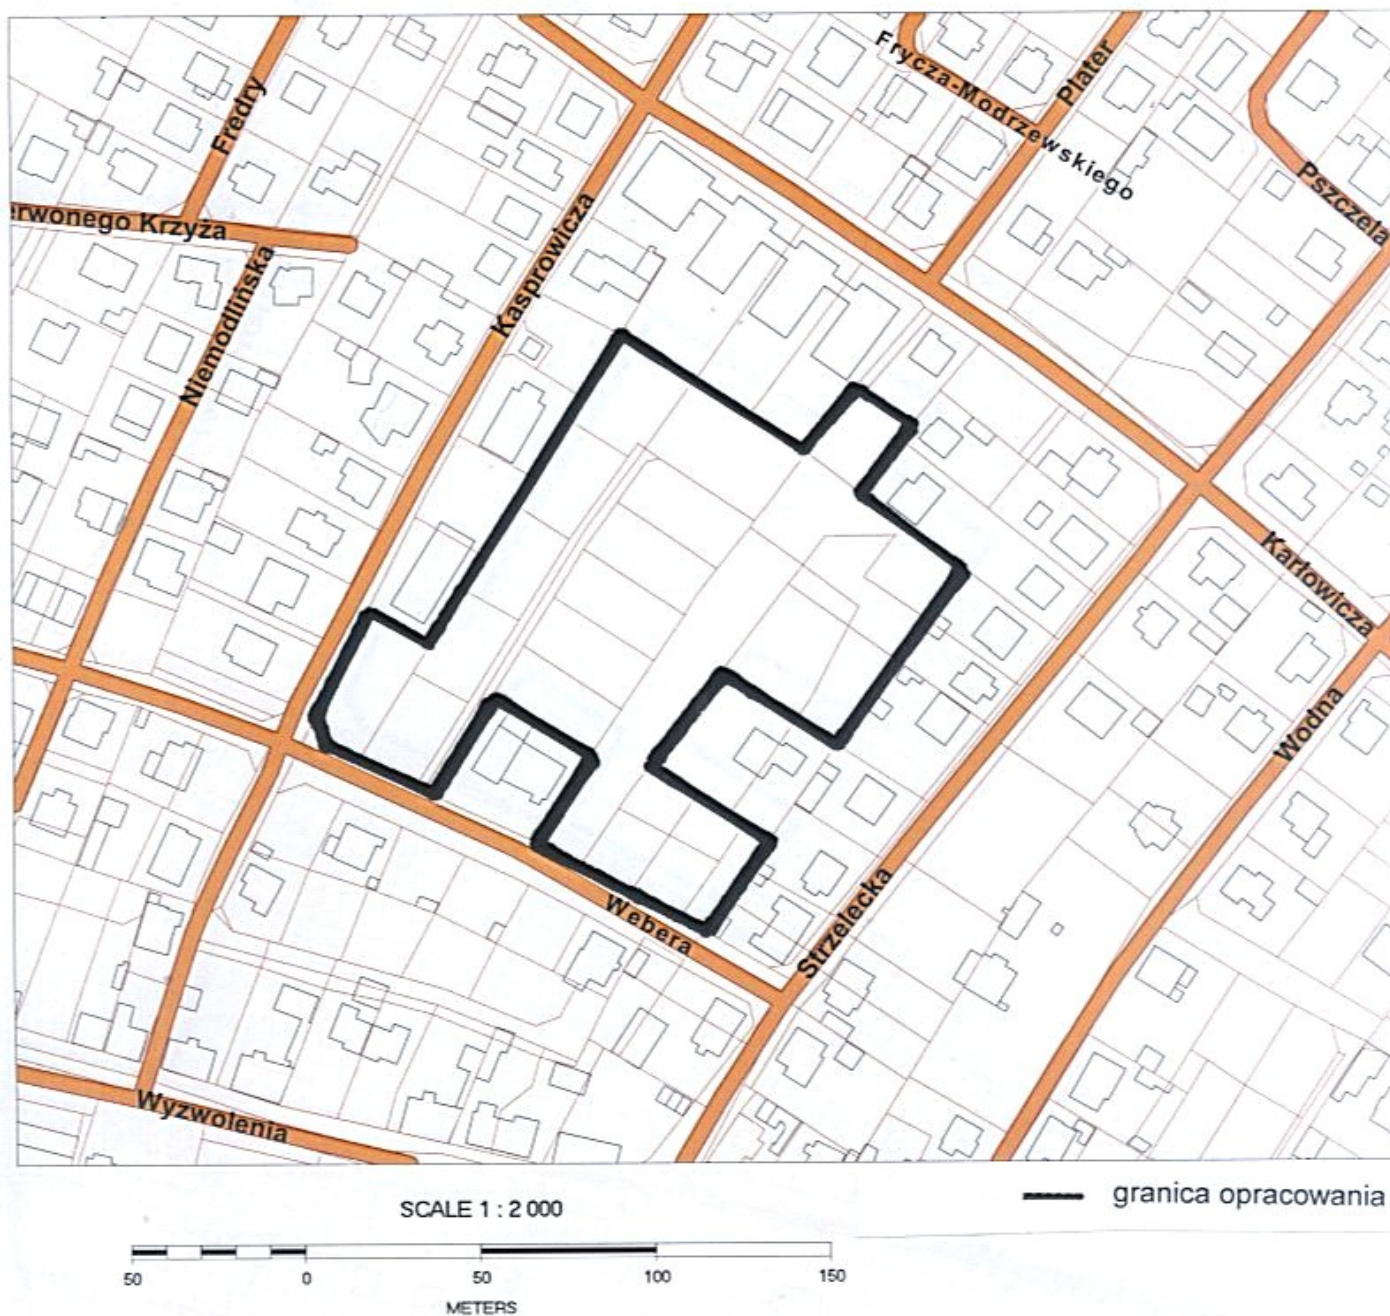 Frycza-Modrzewskiego
Plater
Fredry
Pszczela
erwonego Krzyża
Kasprowicza
Niemodlińska
Karłowicza
Wodna
Strzelecka
Webera
Wyzwolenia
SCALE 1 : 2 000
granica opracowania
50 0 50 100 150
METERS